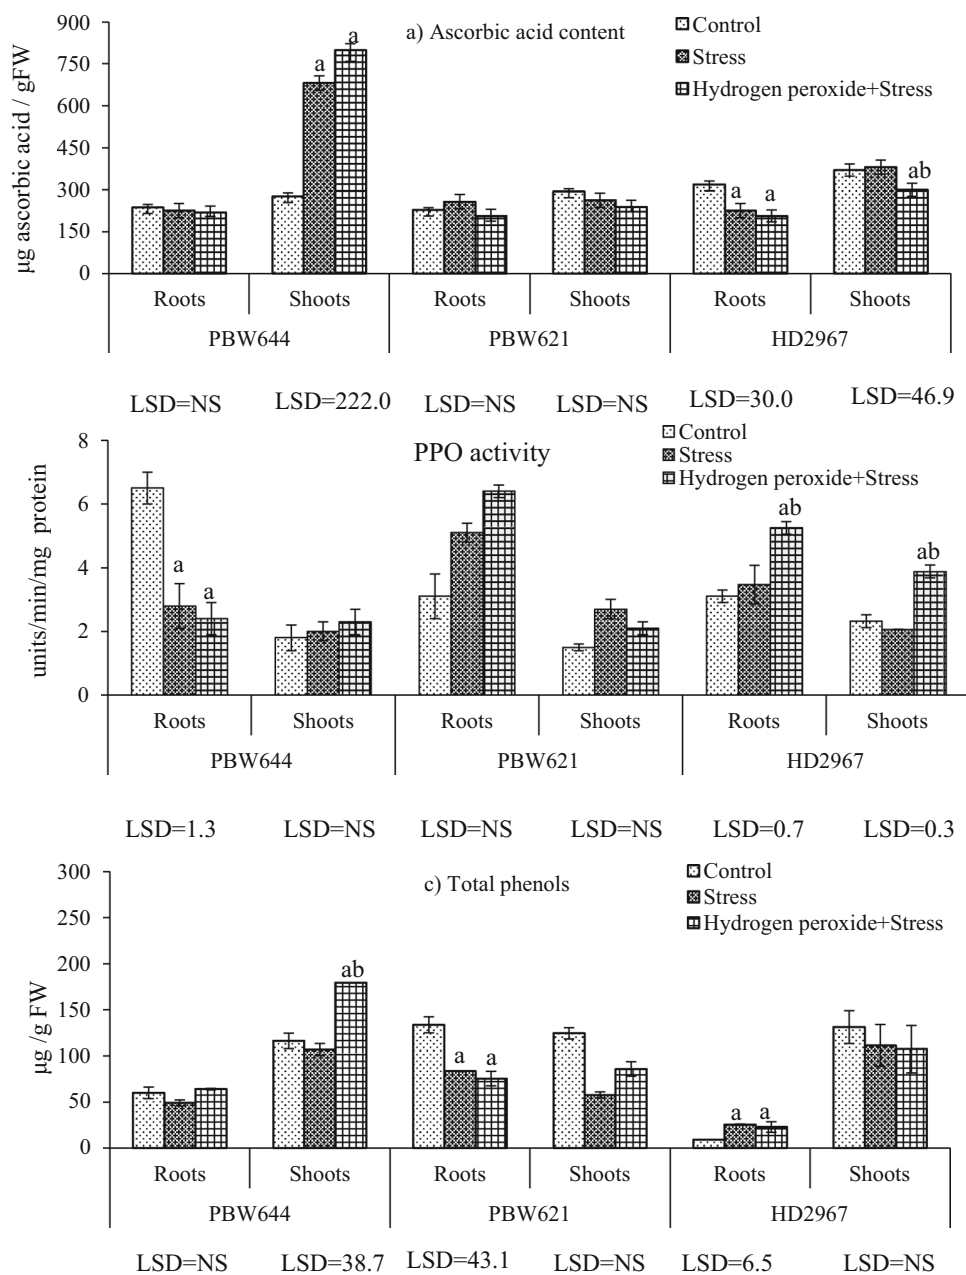 a) Ascorbic acid content
Control
Stress
Hydrogen peroxide+Stress
µg ascorbic acid / gFW
900
750
600
450
300
150
0
a
a
a
a
ab
Roots Shoots Roots Shoots Roots Shoots
PBW644 PBW621 HD2967
LSD=NS LSD=222.0 LSD=NS LSD=NS LSD=30.0 LSD=46.9
PPO activity
Control
Stress
Hydrogen peroxide+Stress
units/min/mg protein
8
6
4
2
0
a
a
ab
ab
Roots Shoots Roots Shoots Roots Shoots
PBW644 PBW621 HD2967
LSD=1.3 LSD=NS LSD=NS LSD=NS LSD=0.7 LSD=0.3
c) Total phenols
Control
Stress
Hydrogen peroxide+Stress
µg /g FW
300
250
200
150
100
50
0
ab
a
a
a
a
Roots Shoots Roots Shoots Roots Shoots
PBW644 PBW621 HD2967
LSD=NS LSD=38.7 LSD=43.1 LSD=NS LSD=6.5 LSD=NS